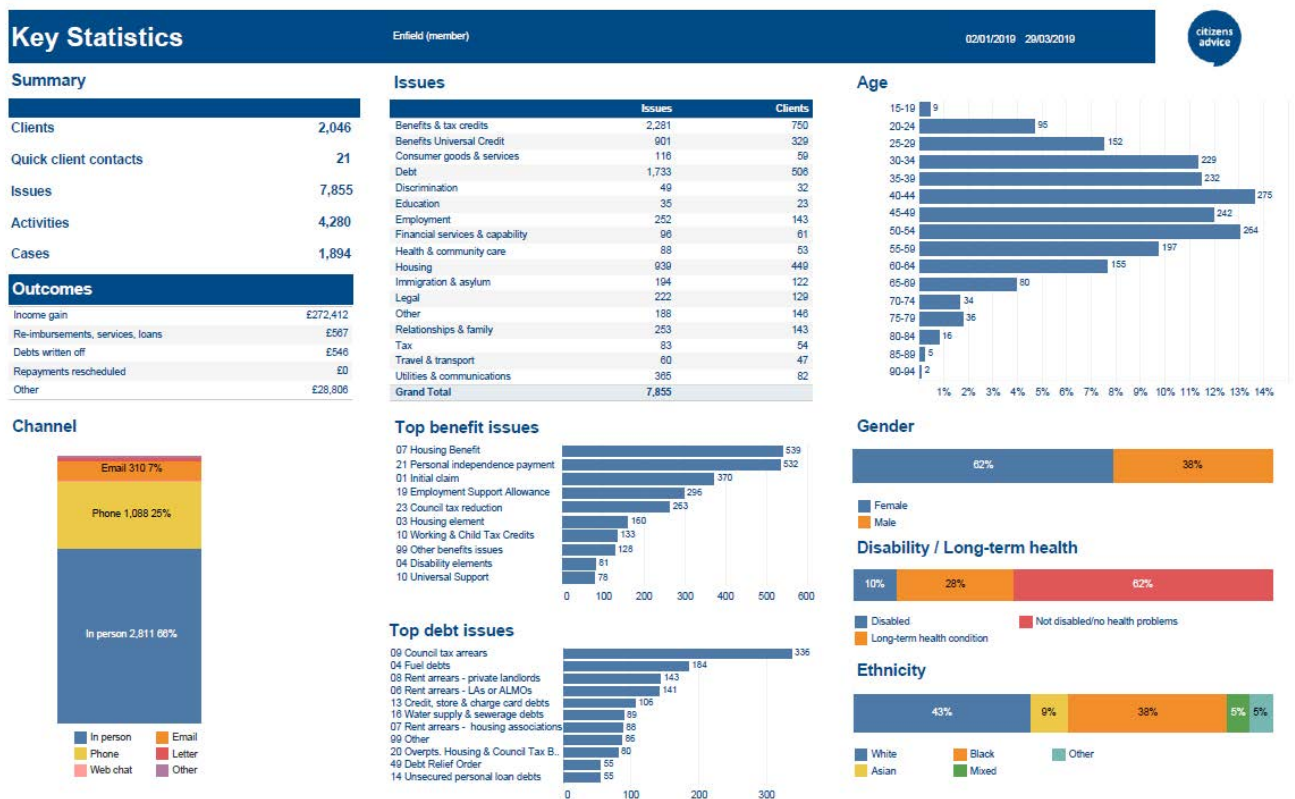 Key Statistics
Enfield (member)
02/01/2019 29/03/2019
citizens
advice
Summary
Clients 2,046
Quick client contacts 21
Issues 7,855
Activities 4,280
Cases 1,894
Outcomes
Income gain £272,412
Re-imbursements, services, loans £567
Debts written off £546
Repayments rescheduled £0
Other £28,806
Channel
Email 310 7%
Phone 1,088 25%
In person 2,811 66%
In person Email
Phone Letter
Web chat Other
Issues
Issues Clients
Benefits & tax credits 2,281 750
Benefits Universal Credit 901 329
Consumer goods & services 116 59
Debt 1,733 506
Discrimination 49 32
Education 35 23
Employment 252 143
Financial services & capability 96 61
Health & community care 88 53
Housing 939 449
Immigration & asylum 194 122
Legal 222 129
Other 188 146
Relationships & family 253 143
Tax 83 54
Travel & transport 60 47
Utilities & communications 365 82
Grand Total 7,855
Top benefit issues
07 Housing Benefit 539
21 Personal independence payment 532
01 Initial claim 370
19 Employment Support Allowance 296
23 Council tax reduction 263
03 Housing element 160
10 Working & Child Tax Credits 133
99 Other benefits issues 128
04 Disability elements 81
10 Universal Support 78
0 100 200 300 400 500 600
Top debt issues
09 Council tax arrears 336
04 Fuel debts 184
08 Rent arrears - private landlords 143
06 Rent arrears - LAs or ALMOs 141
13 Credit, store & charge card debts 106
16 Water supply & sewerage debts 89
07 Rent arrears - housing associations 88
99 Other 86
20 Overpts. Housing & Council Tax B.. 80
49 Debt Relief Order 55
14 Unsecured personal loan debts 55
0 100 200 300
Age
15-19 9
20-24 95
25-29 152
30-34 229
35-39 232
40-44 275
45-49 242
50-54 264
55-59 197
60-64 155
65-69 80
70-74 34
75-79 36
80-84 16
85-89 5
90-94 2
1% 2% 3% 4% 5% 6% 7% 8% 9% 10% 11% 12% 13% 14%
Gender
62% 38%
Female
Male
Disability / Long-term health
10% 28% 62%
Disabled Not disabled/no health problems
Long-term health condition
Ethnicity
43% 9% 38% 5% 5%
White Black Other
Asian Mixed